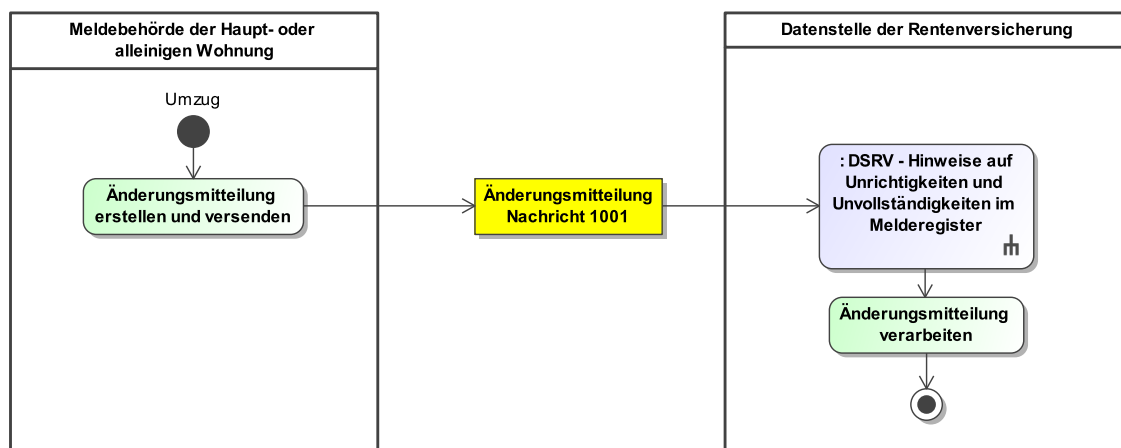 Meldebehörde der Haupt- oder
alleinigen Wohnung
Umzug
Änderungsmitteilung
erstellen und versenden
Änderungsmitteilung
Nachricht 1001
Datenstelle der Rentenversicherung
: DSRV - Hinweise auf
Unrichtigkeiten und
Unvollständigkeiten im
Melderegister
Änderungsmitteilung
verarbeiten